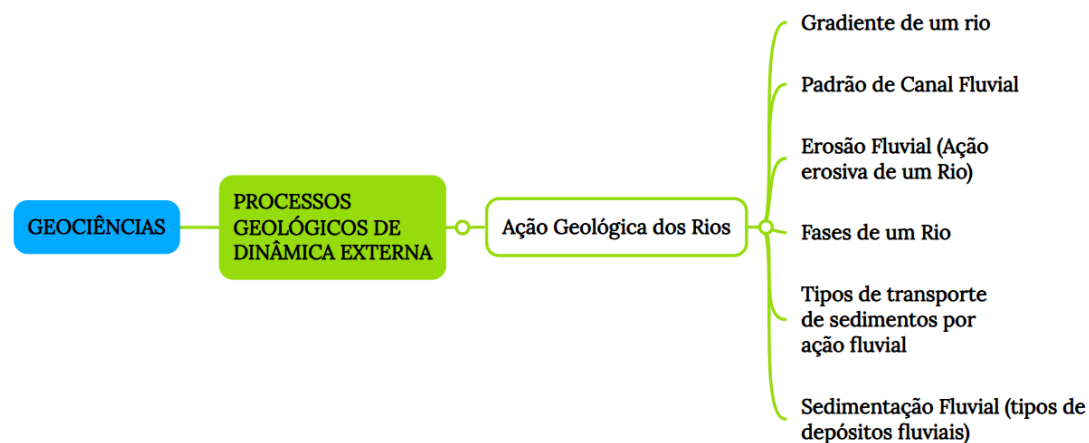 GEOCIÊNCIAS
PROCESSOS
GEOLÓGICOS DE
DINÂMICA EXTERNA
Ação Geológica dos Rios
Gradiente de um rio
Padrão de Canal Fluvial
Erosão Fluvial (Ação
erosiva de um Rio)
Fases de um Rio
Tipos de transporte
de sedimentos por
ação fluvial
Sedimentação Fluvial (tipos de
depósitos fluviais)